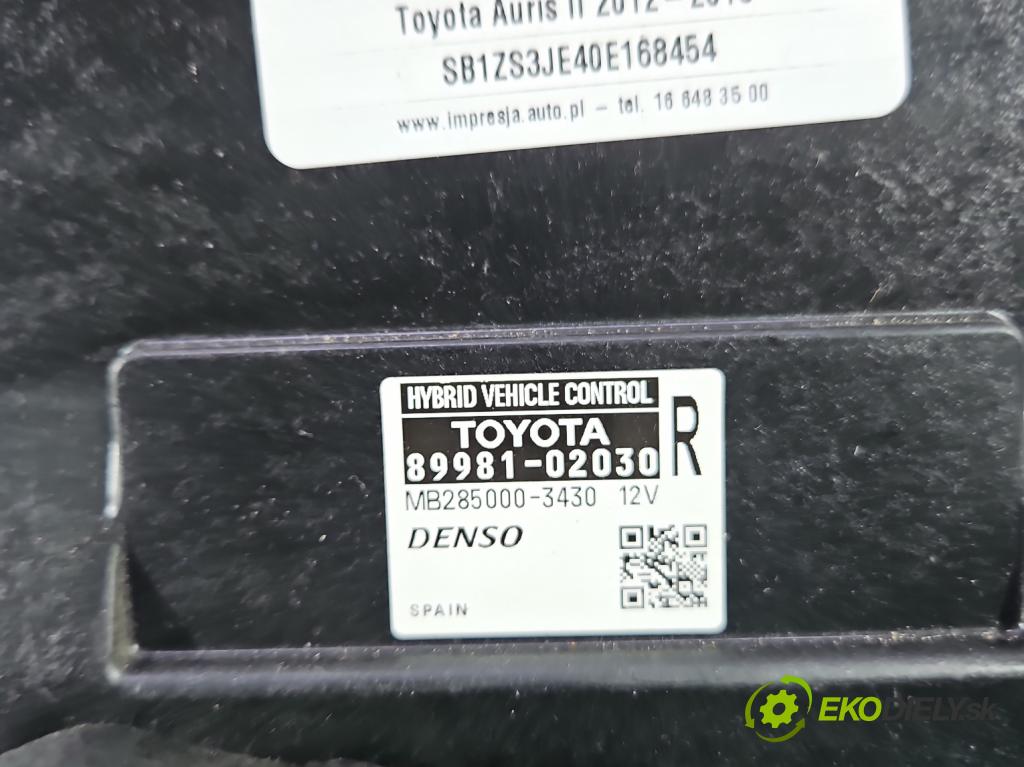 Toyota Auris II 2012-2018
SB1ZS3JE40E168454
www.impresja.auto.pl - tel. 16 648 35 00
HYBRID VEHICLE CONTROL
TOYOTA
89981-02030
R
MB285000-3430 12V
DENSO
SPAIN
EKODIELY.sk